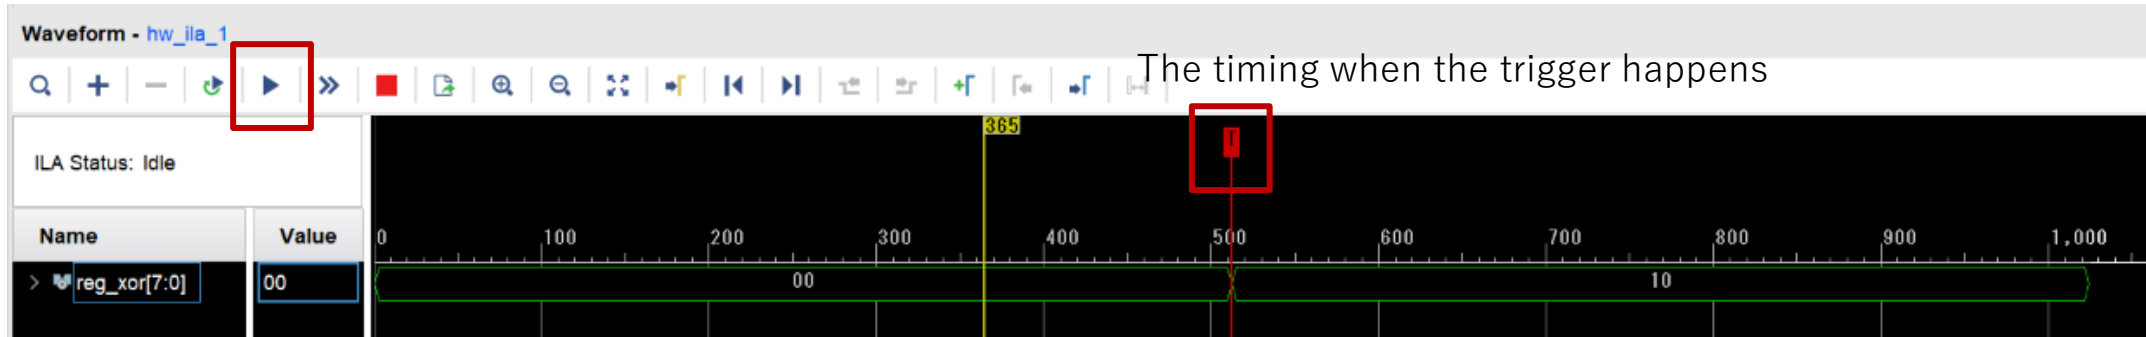 Waveform - hw_ila_1
The timing when the trigger happens
365
T
ILA Status: Idle
Name Value 0 100 200 300 400 500 600 700 800 900 1,000
reg_xor[7:0] 00 00 10